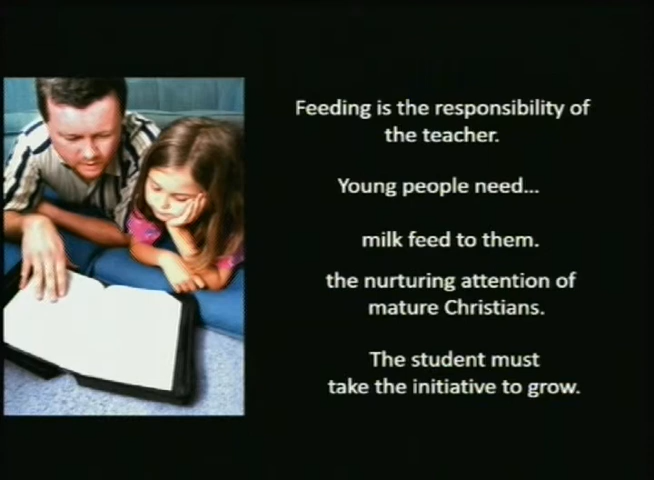 Feeding is the responsibility of
the teacher.
Young people need...
milk feed to them.
the nurturing attention of
mature Christians.
The student must
take the initiative to grow.